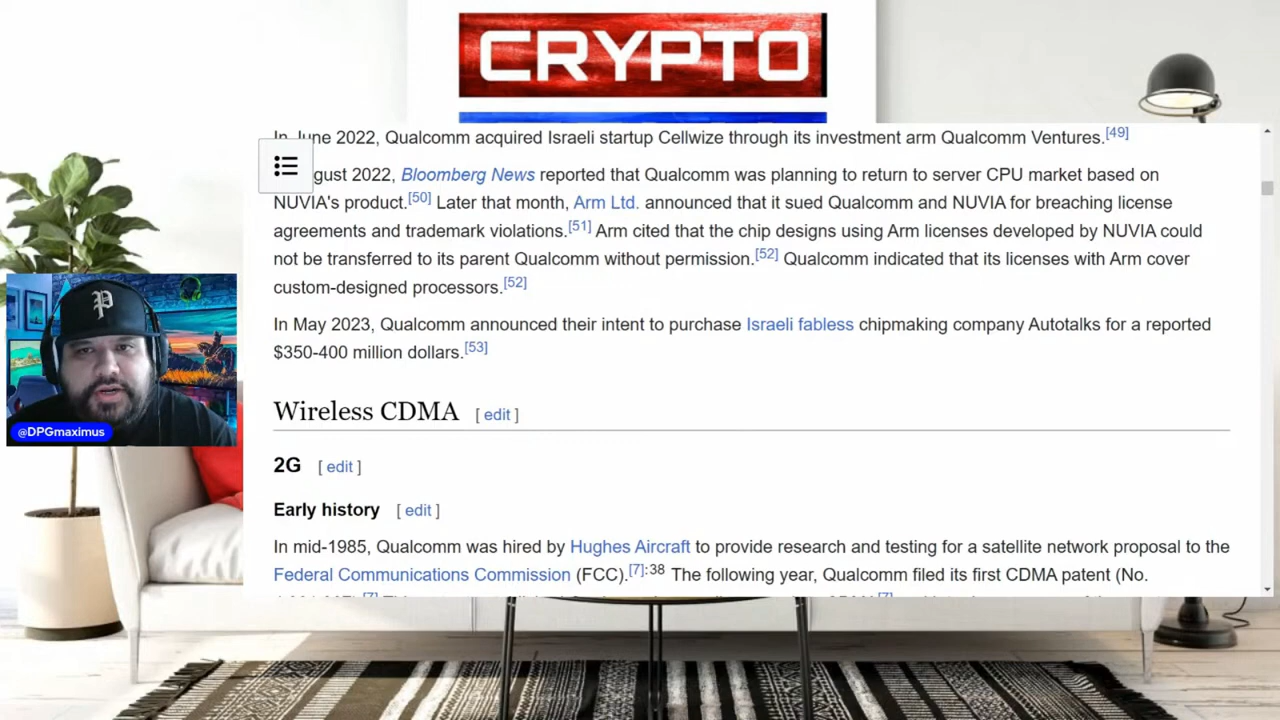 CRYPTO
In June 2022, Qualcomm acquired Israeli startup Cellwize through its investment arm Qualcomm Ventures.[49]
gust 2022, Bloomberg News reported that Qualcomm was planning to return to server CPU market based on
NUVIA's product.[50] Later that month, Arm Ltd. announced that it sued Qualcomm and NUVIA for breaching license
agreements and trademark violations.[51] Arm cited that the chip designs using Arm licenses developed by NUVIA could
not be transferred to its parent Qualcomm without permission.[52] Qualcomm indicated that its licenses with Arm cover
custom-designed processors.[52]
In May 2023, Qualcomm announced their intent to purchase Israeli fabless chipmaking company Autotalks for a reported
$350-400 million dollars.[53]
P
@DPGmaximus
Wireless CDMA [ edit ]
2G [ edit ]
Early history [ edit ]
In mid-1985, Qualcomm was hired by Hughes Aircraft to provide research and testing for a satellite network proposal to the
Federal Communications Commission (FCC).[7]:38 The following year, Qualcomm filed its first CDMA patent (No.